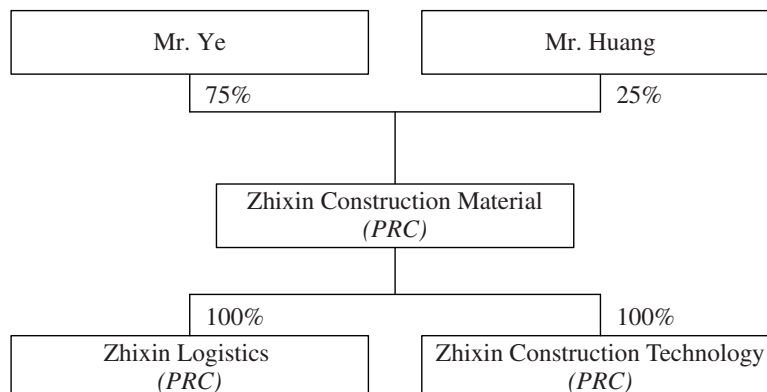 Mr. Ye
Mr. Huang
75%
25%
Zhixin Construction Material
(PRC)
100%
100%
Zhixin Logistics
(PRC)
Zhixin Construction Technology
(PRC)